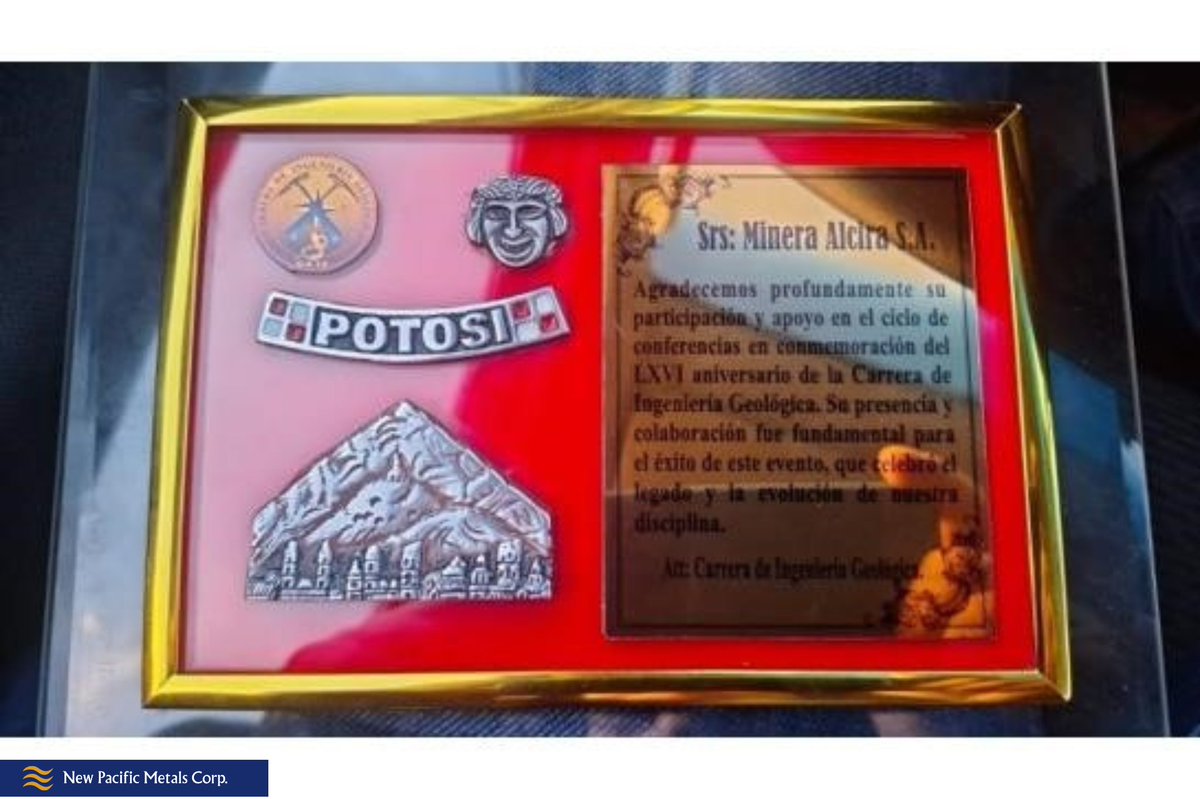 POTOSI
Srs: Minera Alcira S.A.
Agradecemos profundamente su
participación y apoyo en el ciclo de
conferencias en conmemoración del
LXVI aniversario de la Carrera de
Ingeniería Geológica. Su presencia y
colaboración fue fundamental para
el éxito de este evento, que celebró el
legado y la evolución de nuestra
disciplina.
Att: Carrera de Ingeniería Geológica.
New Pacific Metals Corp.